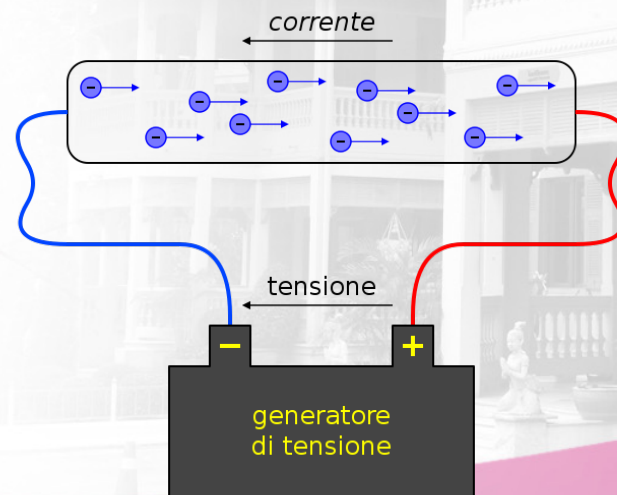 corrente
tensione
− +
generatore
di tensione